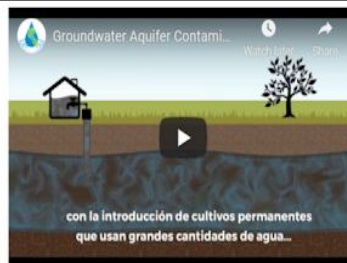 Groundwater Aquifer Contami...
Watch later
Share
con la introducción de cultivos permanentes
que usan grandes cantidades de agua...